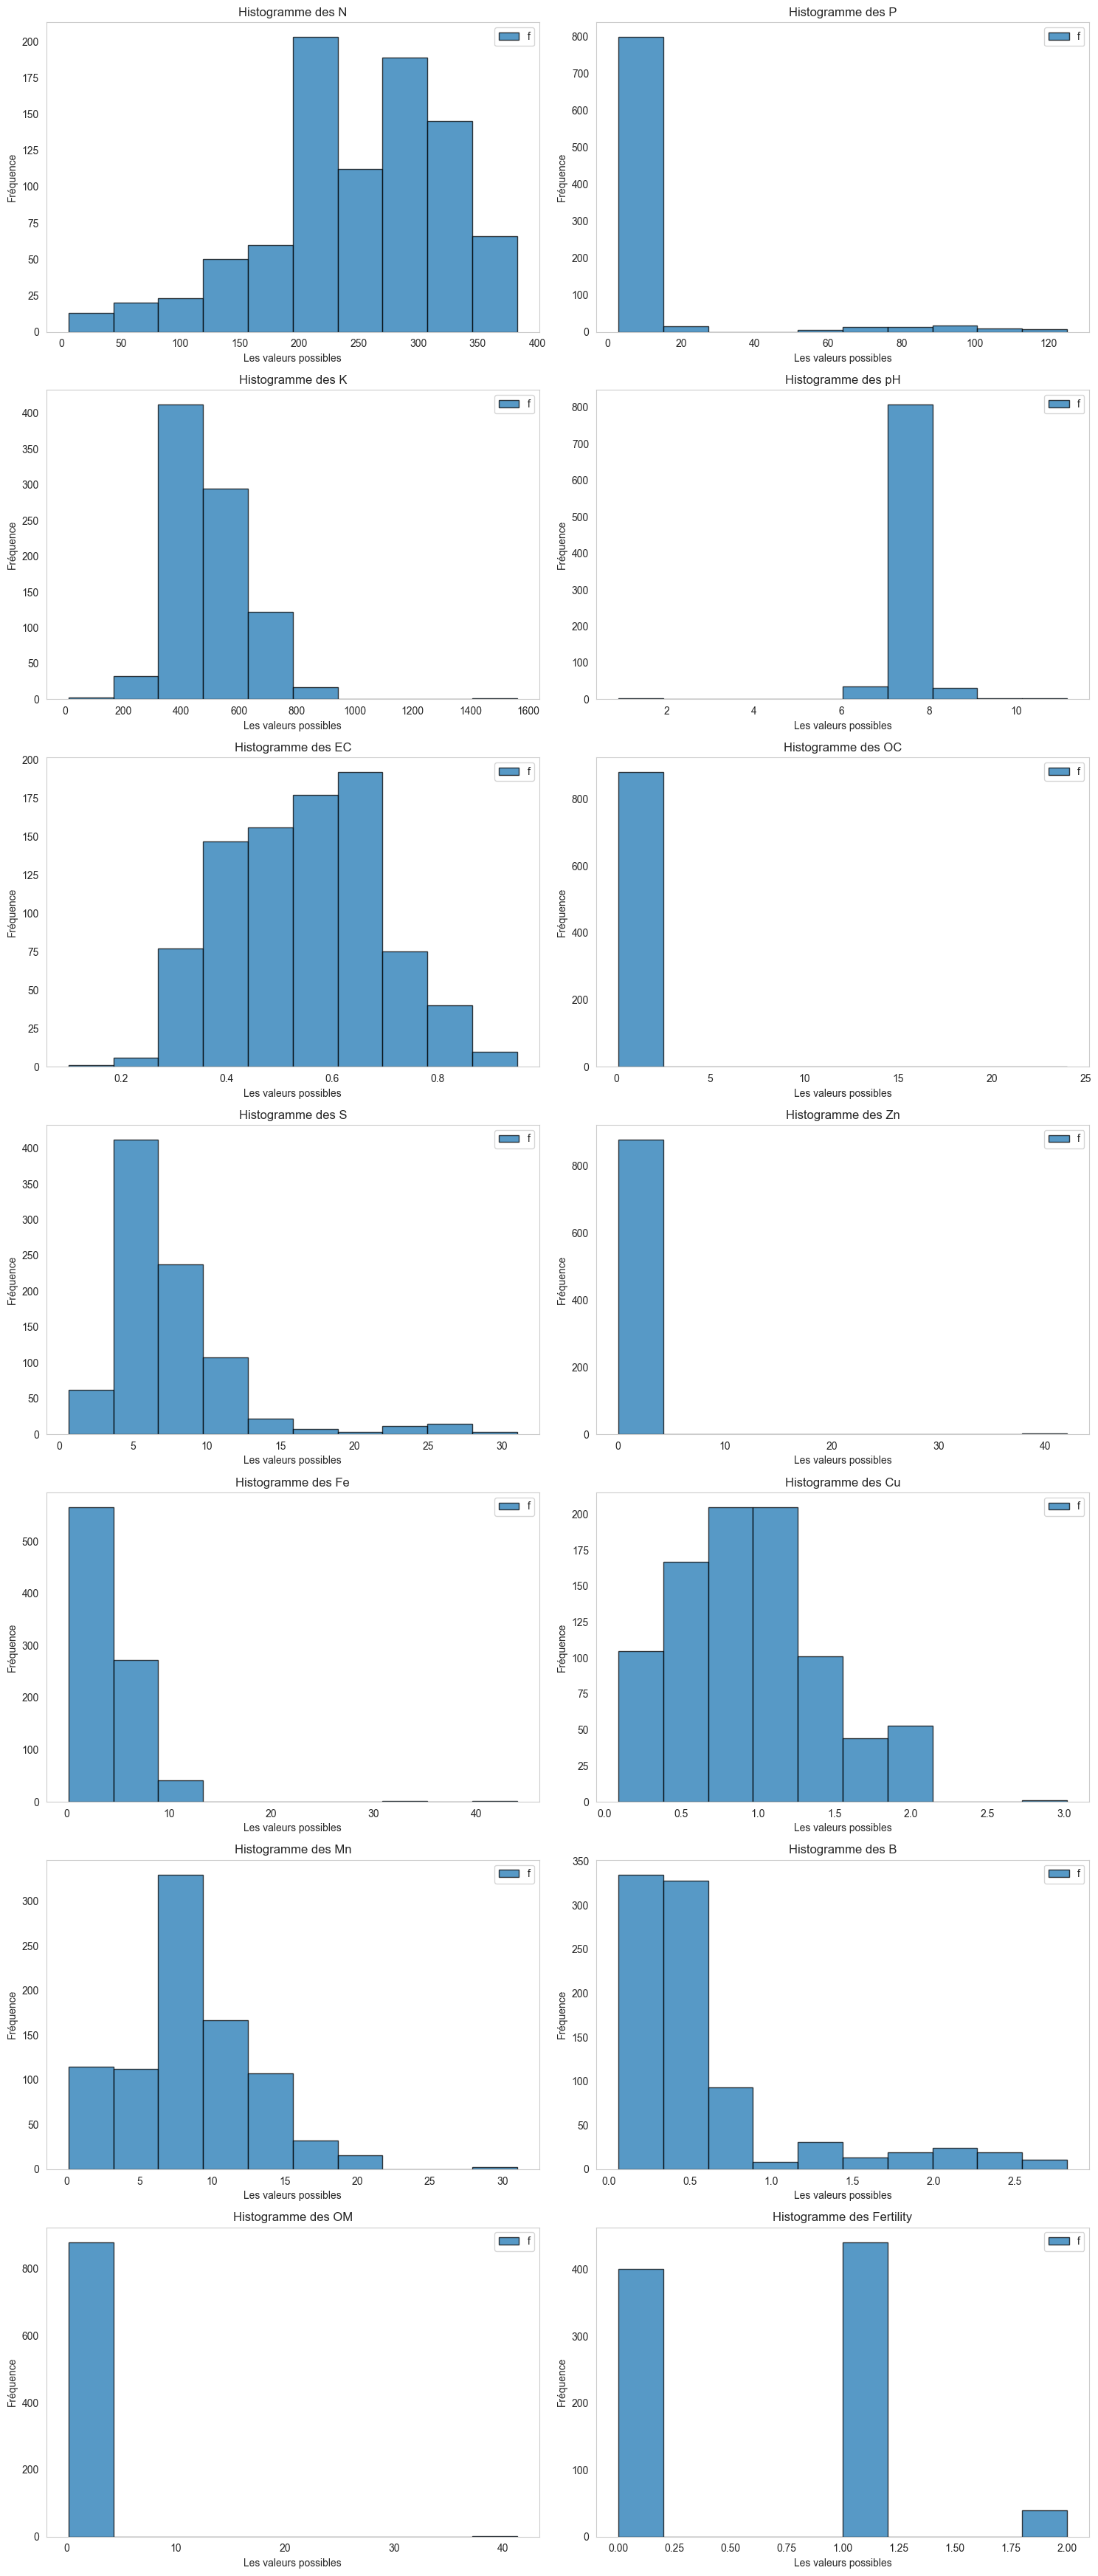 Histogramme des N
f
200
175
150
125
100
75
50
25
0
Fréquence
0 50 100 150 200 250 300 350 400
Les valeurs possibles
Histogramme des P
f
800
700
600
500
400
300
200
100
0
Fréquence
0 20 40 60 80 100 120
Les valeurs possibles
Histogramme des K
f
400
350
300
250
200
150
100
50
0
Fréquence
0 200 400 600 800 1000 1200 1400 1600
Les valeurs possibles
Histogramme des pH
f
800
700
600
500
400
300
200
100
0
Fréquence
2 4 6 8 10
Les valeurs possibles
Histogramme des EC
f
200
175
150
125
100
75
50
25
0
Fréquence
0.2 0.4 0.6 0.8
Les valeurs possibles
Histogramme des OC
f
800
600
400
200
0
Fréquence
0 5 10 15 20 25
Les valeurs possibles
Histogramme des S
f
400
350
300
250
200
150
100
50
0
Fréquence
0 5 10 15 20 25 30
Les valeurs possibles
Histogramme des Zn
f
800
600
400
200
0
Fréquence
0 10 20 30 40
Les valeurs possibles
Histogramme des Fe
f
500
400
300
200
100
0
Fréquence
0 10 20 30 40
Les valeurs possibles
Histogramme des Cu
f
200
175
150
125
100
75
50
25
0
Fréquence
0.0 0.5 1.0 1.5 2.0 2.5 3.0
Les valeurs possibles
Histogramme des Mn
f
300
250
200
150
100
50
0
Fréquence
0 5 10 15 20 25 30
Les valeurs possibles
Histogramme des B
f
350
300
250
200
150
100
50
0
Fréquence
0.0 0.5 1.0 1.5 2.0 2.5
Les valeurs possibles
Histogramme des OM
f
800
600
400
200
0
Fréquence
0 10 20 30 40
Les valeurs possibles
Histogramme des Fertility
f
400
300
200
100
0
Fréquence
0.00 0.25 0.50 0.75 1.00 1.25 1.50 1.75 2.00
Les valeurs possibles